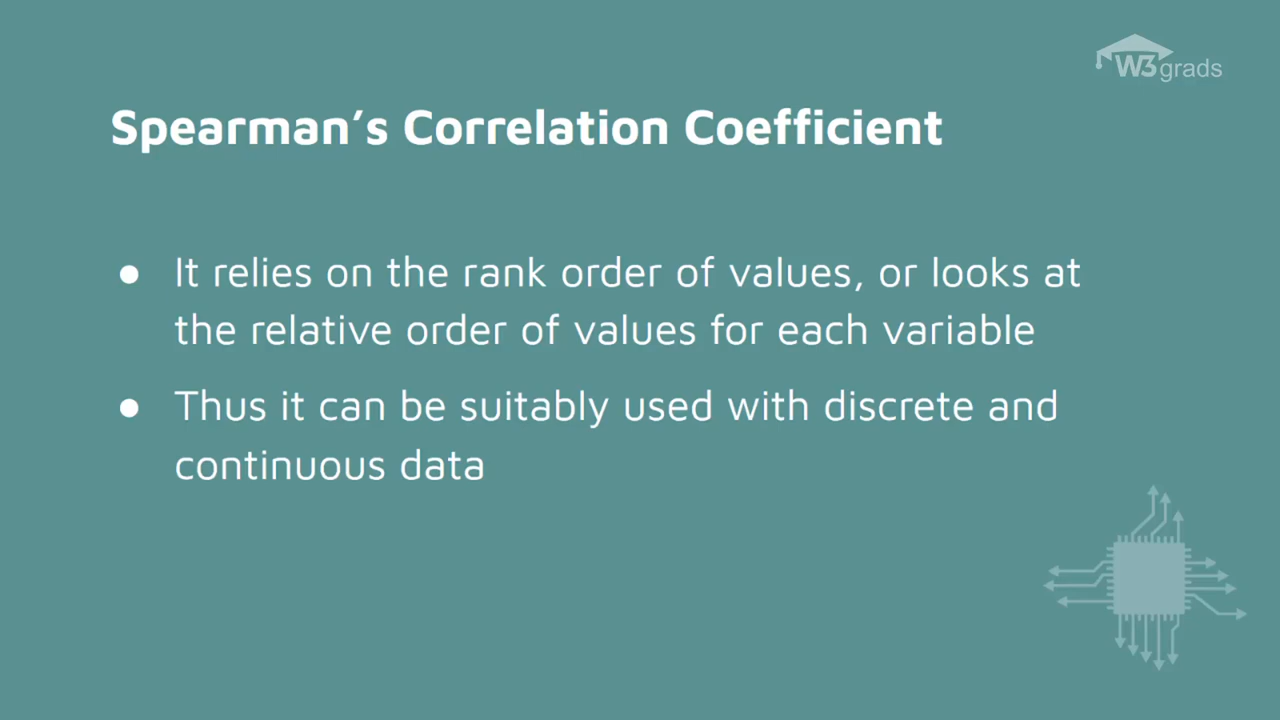 W3grads
Spearman’s Correlation Coefficient
● It relies on the rank order of values, or looks at
the relative order of values for each variable
● Thus it can be suitably used with discrete and
continuous data